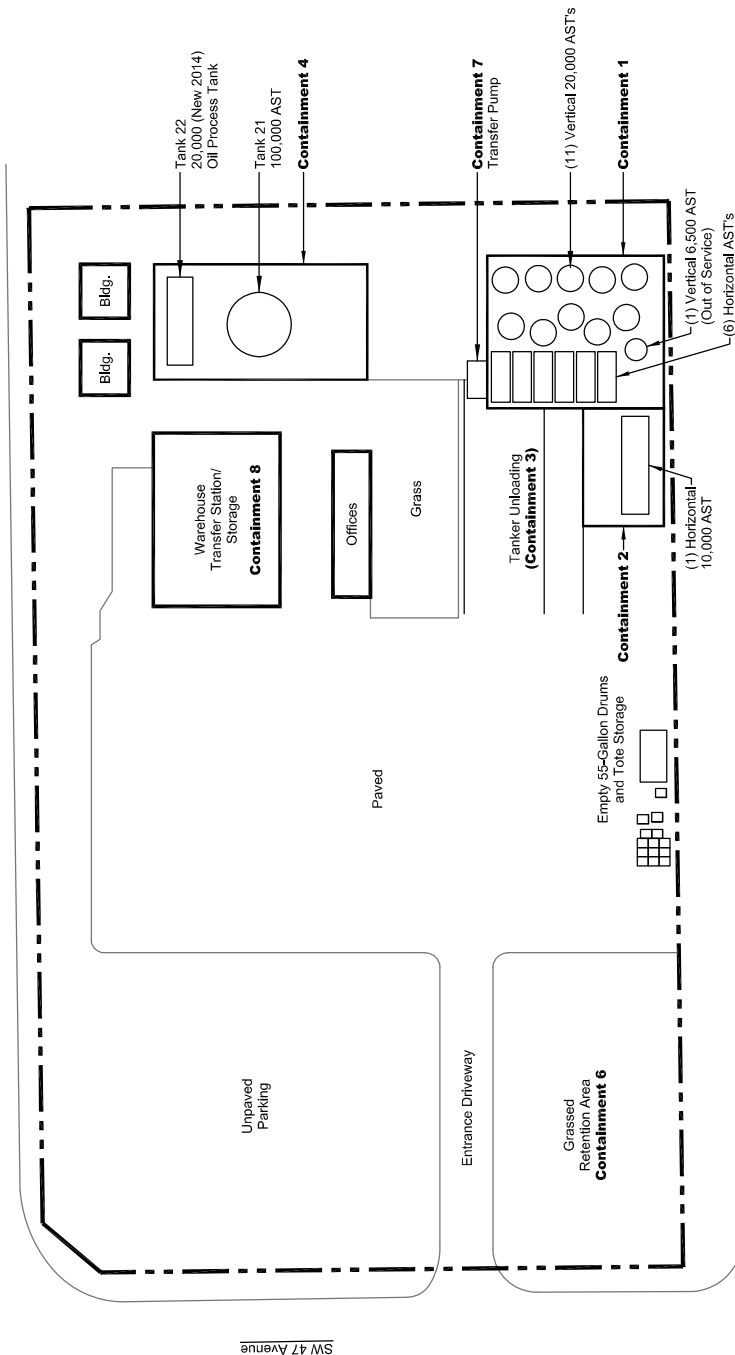 Tank 22
20,000 (New 2014)
Oil Process Tank
Tank 21
100,000 AST
Containment 4
Containment 7
Transfer Pump
(11) Vertical 20,000 AST's
Containment 1
(1) Vertical 6,500 AST
(Out of Service)
(6) Horizontal AST's
Bldg.
Bldg.
Warehouse
Transfer Station/
Storage
Containment 8
Offices
Grass
Tanker Unloading
(Containment 3)
Containment 2
(1) Horizontal
10,000 AST
Paved
Empty 55-Gallon Drums
and Tote Storage
Unpaved
Parking
Entrance Driveway
Grassed
Retention Area
Containment 6
SW 47 Avenue